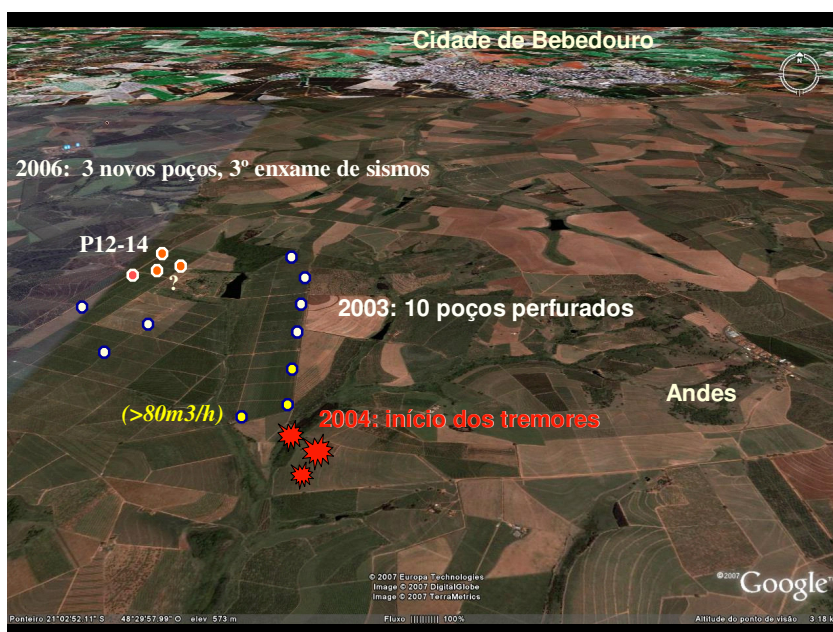 Cidade de Bebedouro
N
2006: 3 novos poços, 3º enxame de sismos
P12-14
?
2003: 10 poços perfurados
Andes
(>80m3/h)
2004: início dos tremores
© 2007 Europa Technologies
Image © 2007 DigitalGlobe
Image © 2007 TerraMetrics
©2007 Google
Ponteiro 21°02'52.11" S 48°29'57.99" O elev 573 m
Fluxo 100%
Altitude do ponto de visão 3:18